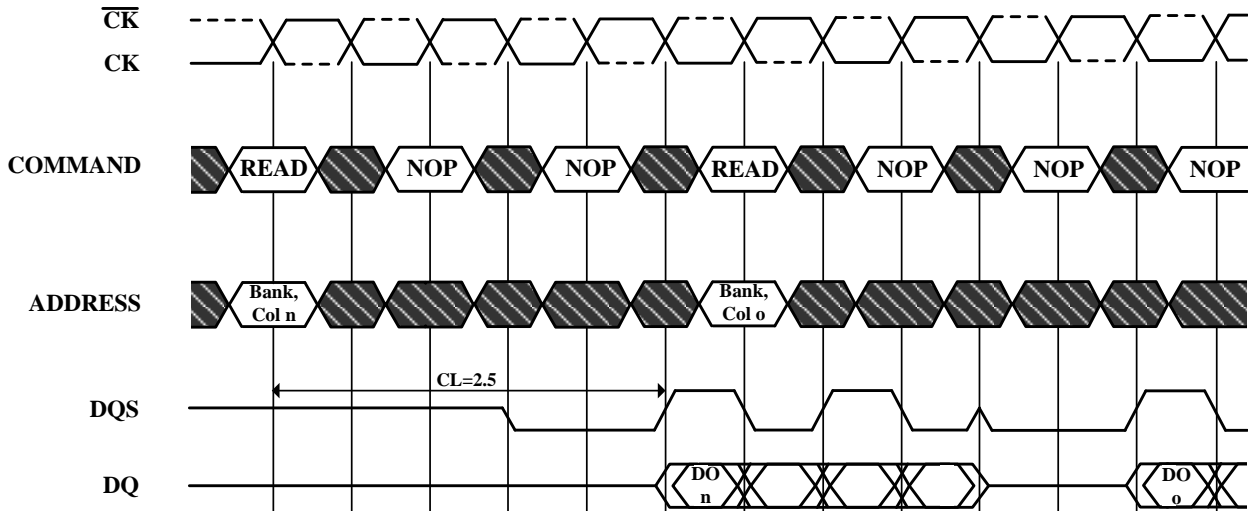 CK
CK
COMMAND READ NOP NOP READ NOP NOP NOP
ADDRESS Bank, Col n Bank, Col o
CL=2.5
DQS
DQ DO n DO o